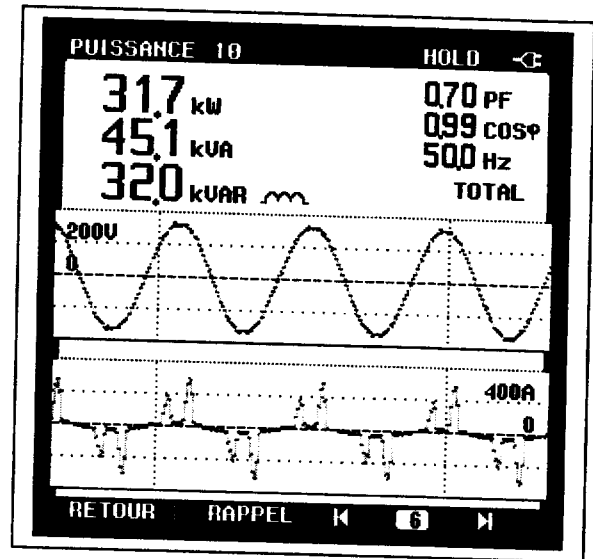 PUISSANCE 1Ø HOLD
31,7 kW 0,70 PF
45,1 kVA 0,99 COSφ
32,0 kVAR 50,0 Hz
TOTAL
200V
0
400A
0
RETOUR RAPPEL 6